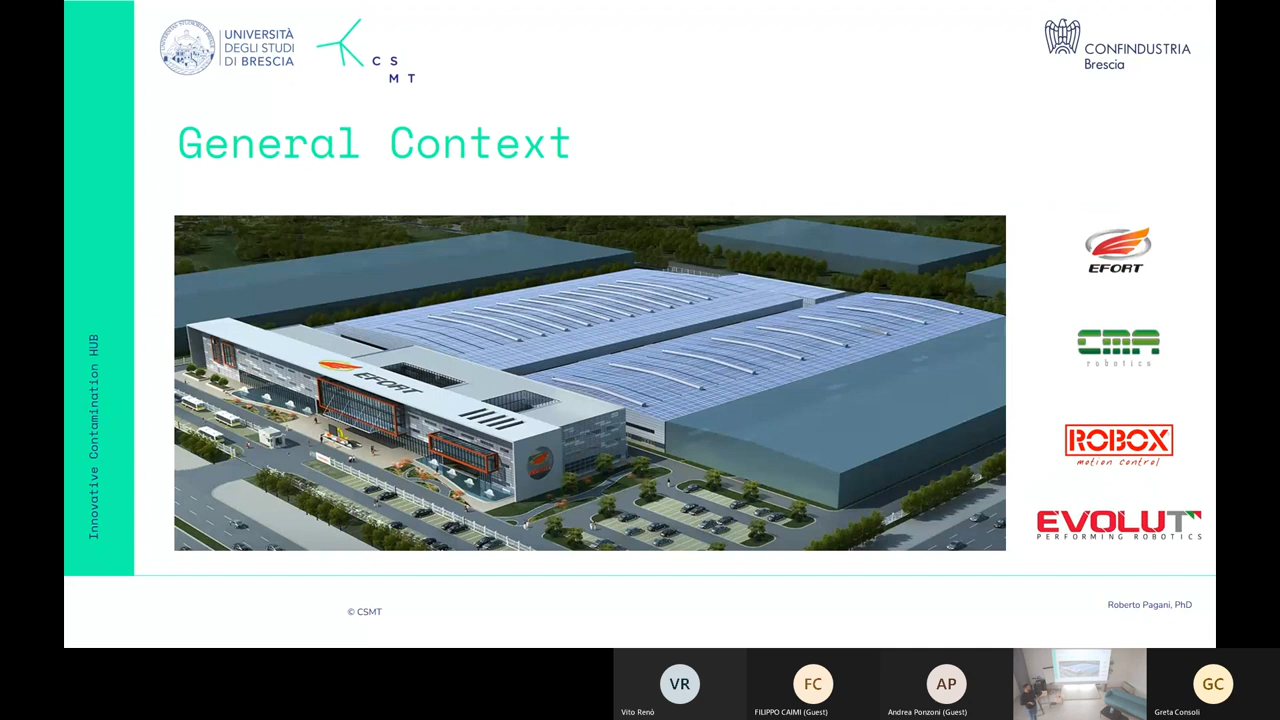 UNIVERSITÀ
DEGLI STUDI
DI BRESCIA
C S
M T
CONFINDUSTRIA
Brescia
General Context
EFORT
EFORT
CMA
robotics
ROBOX
motion control
EVOLUT
PERFORMING ROBOTICS
Innovative Contamination HUB
© CSMT
Roberto Pagani, PhD
VR
Vito Renò
FC
FILIPPO CAIMI (Guest)
AP
Andrea Ponzoni (Guest)
GC
Greta Consoli